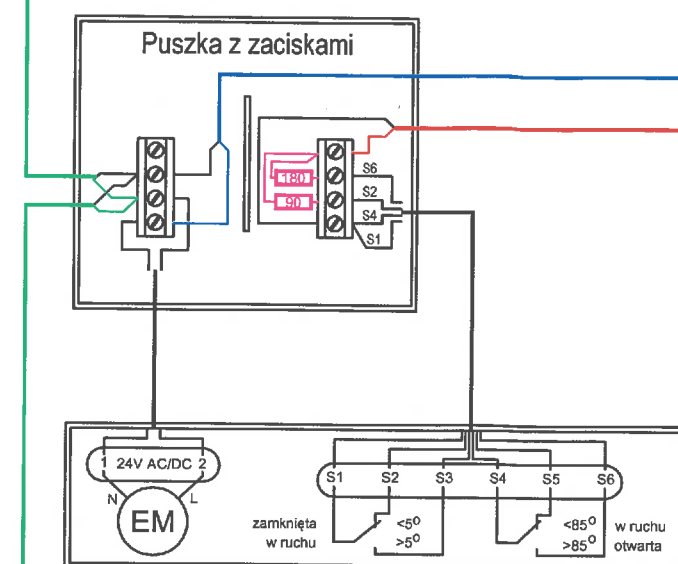 Puszka z zaciskami
S6
180
S2
90
S4
S1
1 24V AC/DC 2
S1 S2 S3 S4 S5 S6
N L
EM
zamknięta <5° <85° w ruchu
w ruchu >5° >85° otwarta